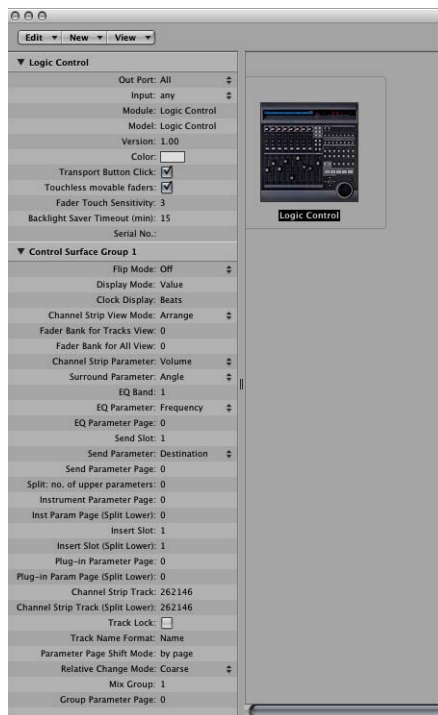 Edit New View
Logic Control
Out Port: All
Input: any
Module: Logic Control
Model: Logic Control
Version: 1.00
Color:
Transport Button Click:
Touchless movable faders:
Fader Touch Sensitivity: 3
Backlight Saver Timeout (min): 15
Serial No.:
Control Surface Group 1
Flip Mode: Off
Display Mode: Value
Clock Display: Beats
Channel Strip View Mode: Arrange
Fader Bank for Tracks View: 0
Fader Bank for All View: 0
Channel Strip Parameter: Volume
Surround Parameter: Angle
EQ Band: 1
EQ Parameter: Frequency
EQ Parameter Page: 0
Send Slot: 1
Send Parameter: Destination
Send Parameter Page: 0
Split: no. of upper parameters: 0
Instrument Parameter Page: 0
Inst Param Page (Split Lower): 0
Insert Slot: 1
Insert Slot (Split Lower): 1
Plug-in Parameter Page: 0
Plug-in Param Page (Split Lower): 0
Channel Strip Track: 262146
Channel Strip Track (Split Lower): 262146
Track Lock:
Track Name Format: Name
Parameter Page Shift Mode: by page
Relative Change Mode: Coarse
Mix Group: 1
Group Parameter Page: 0
Logic Control